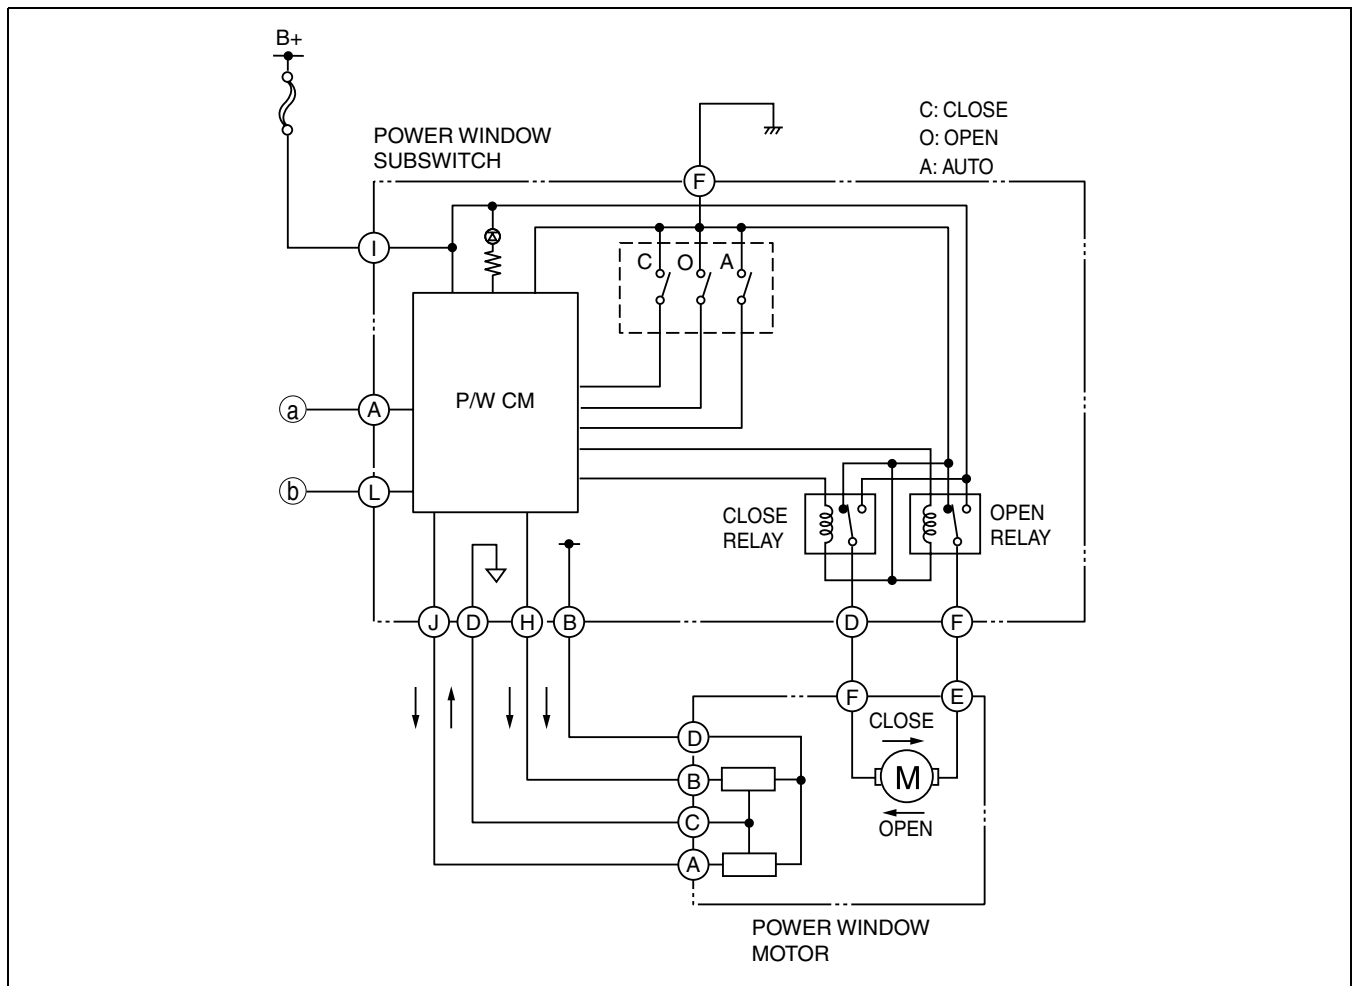 B+
C: CLOSE
O: OPEN
A: AUTO
POWER WINDOW
SUBSWITCH
F
I
C O A
P/W CM
a A
b L
CLOSE
RELAY
OPEN
RELAY
J D H B D F
F E
CLOSE
D
M
B
C
OPEN
A
POWER WINDOW
MOTOR